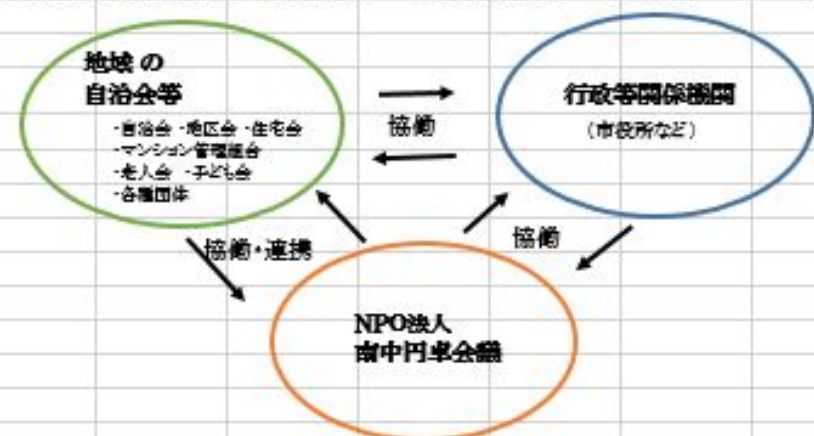 地域 の
自治会等
・自治会 ・地区会 ・住宅会
・マンション管理組合
・老人会 ・子ども会
・各種団体
協働
行政等関係機関
（市役所など）
協働・連携
協働
NPO法人
南中円卓会議